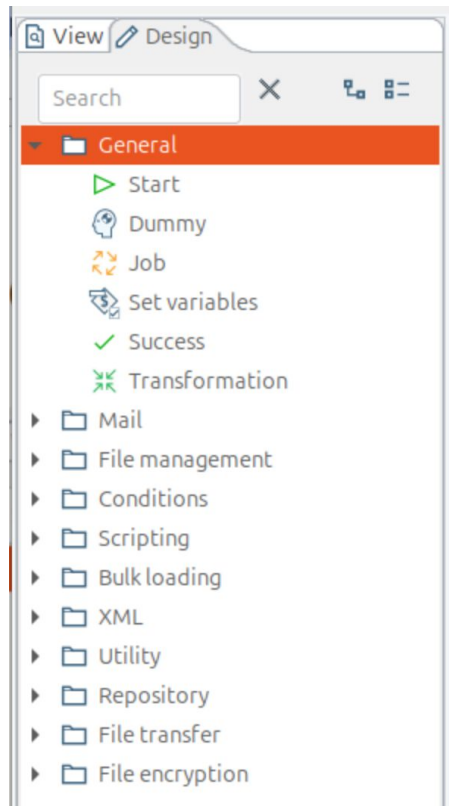 View Design
Search
General
Start
Dummy
Job
Set variables
Success
Transformation
Mail
File management
Conditions
Scripting
Bulk loading
XML
Utility
Repository
File transfer
File encryption